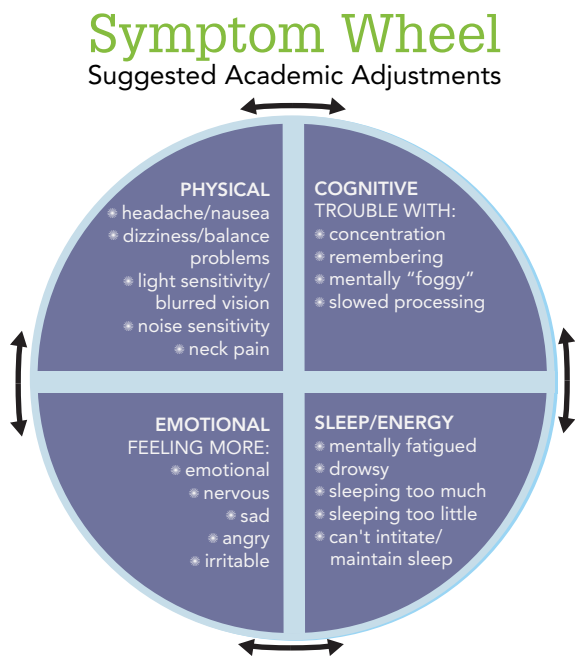 Symptom Wheel
Suggested Academic Adjustments
PHYSICAL
headache/nausea
dizziness/balance
problems
light sensitivity/
blurred vision
noise sensitivity
neck pain
COGNITIVE
TROUBLE WITH:
concentration
remembering
mentally “foggy”
slowed processing
EMOTIONAL
FEELING MORE:
emotional
nervous
sad
angry
irritable
SLEEP/ENERGY
mentally fatigued
drowsy
sleeping too much
sleeping too little
can't intitate/
maintain sleep